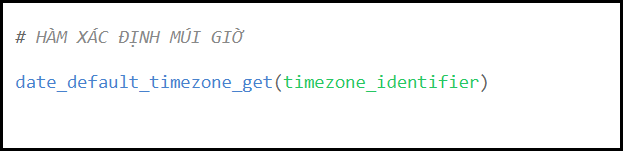 # HÀM XÁC ĐỊNH MÚI GIỜ
date_default_timezone_get(timezone_identifier)